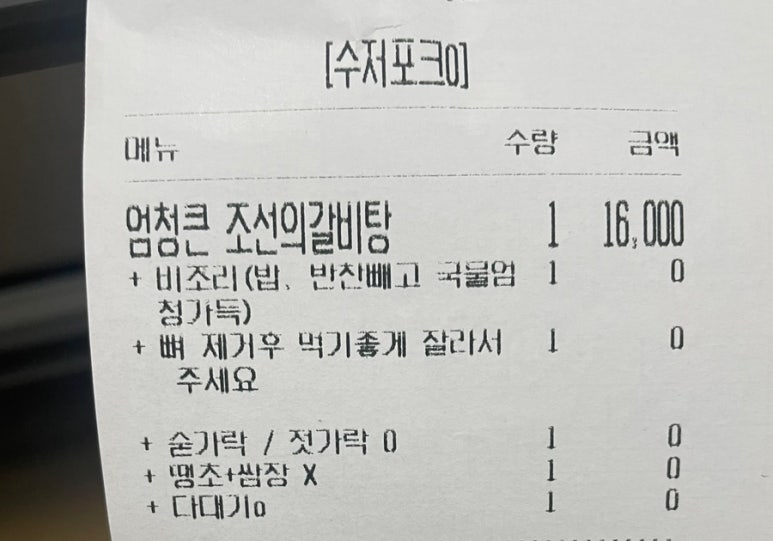 [수저포크O]
메뉴 수량 금액
엄청큰 조선의갈비탕 1 16,000
+ 비조리(밥, 반찬빼고 국물엄 1 0
청가득)
+ 뼈 제거후 먹기좋게 잘라서 1 0
주세요
+ 숟가락 / 젓가락 O 1 0
+ 땡초+쌈장 X 1 0
+ 다대기o 1 0